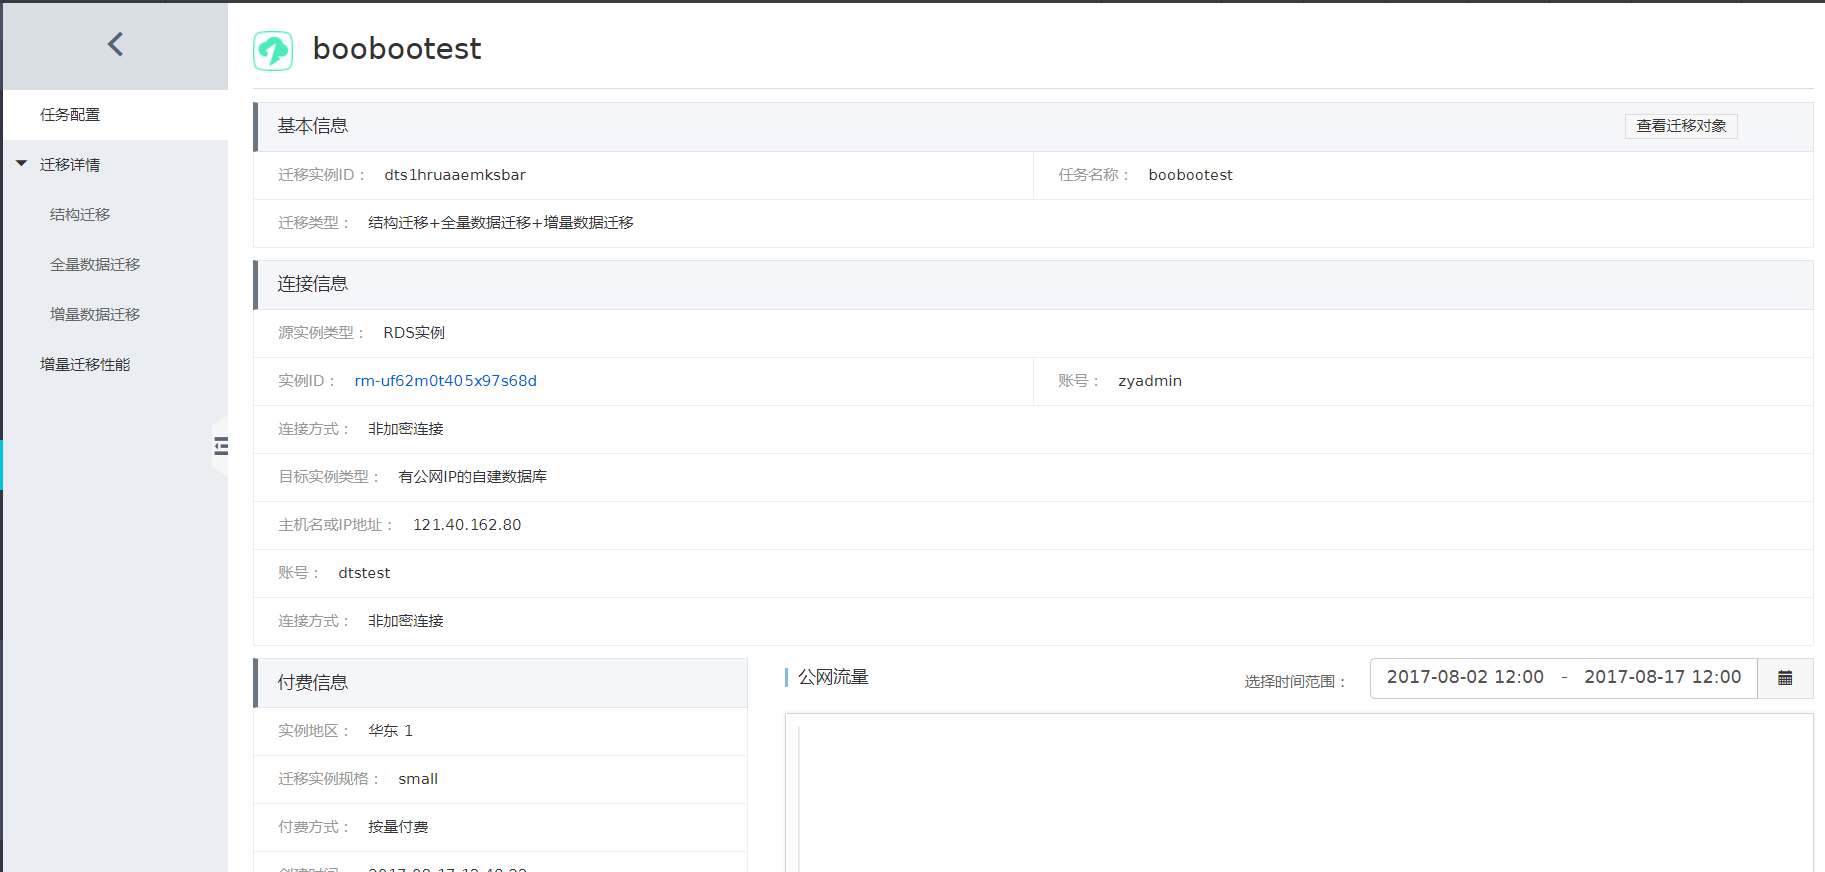 boobootest
任务配置
迁移详情
结构迁移
全量数据迁移
增量数据迁移
增量迁移性能
基本信息 查看迁移对象
迁移实例ID： dts1hruaaemksbar 任务名称： boobootest
迁移类型： 结构迁移+全量数据迁移+增量数据迁移
连接信息
源实例类型： RDS实例
实例ID： rm-uf62m0t405x97s68d 账号： zyadmin
连接方式： 非加密连接
目标实例类型： 有公网IP的自建数据库
主机名或IP地址： 121.40.162.80
账号： dtstest
连接方式： 非加密连接
付费信息
实例地区： 华东 1
迁移实例规格： small
付费方式： 按量付费
公网流量 选择时间范围： 2017-08-02 12:00 - 2017-08-17 12:00